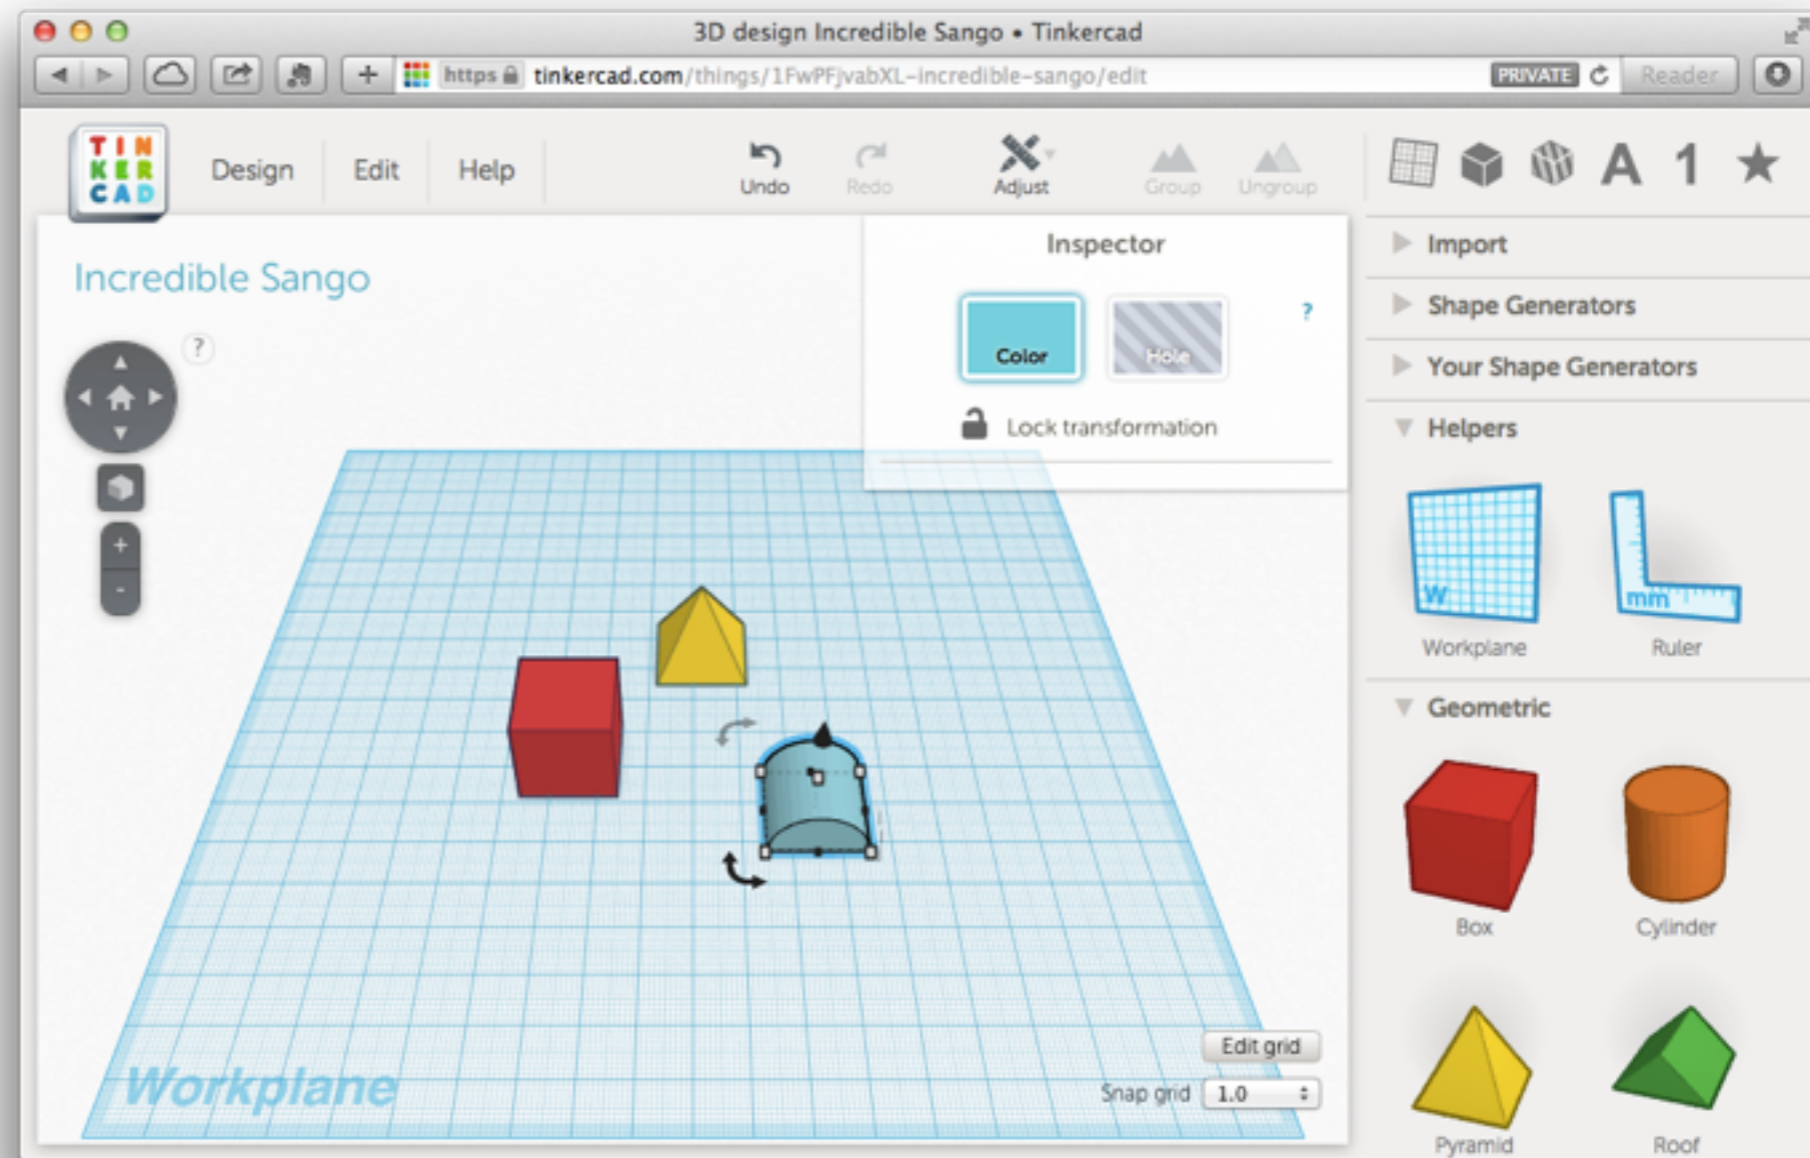 3D design Incredible Sango • Tinkercad
https tinkercad.com/things/1FwPFjvabXL-incredible-sango/edit PRIVATE Reader
TIN
KER
CAD
Design Edit Help Undo Redo Adjust Group Ungroup A 1
Incredible Sango
?
Inspector
Color Hole ?
Lock transformation
+
-
Workplane
Edit grid
Snap grid 1.0
Import
Shape Generators
Your Shape Generators
Helpers
W mm
Workplane Ruler
Geometric
Box Cylinder
Pyramid Roof